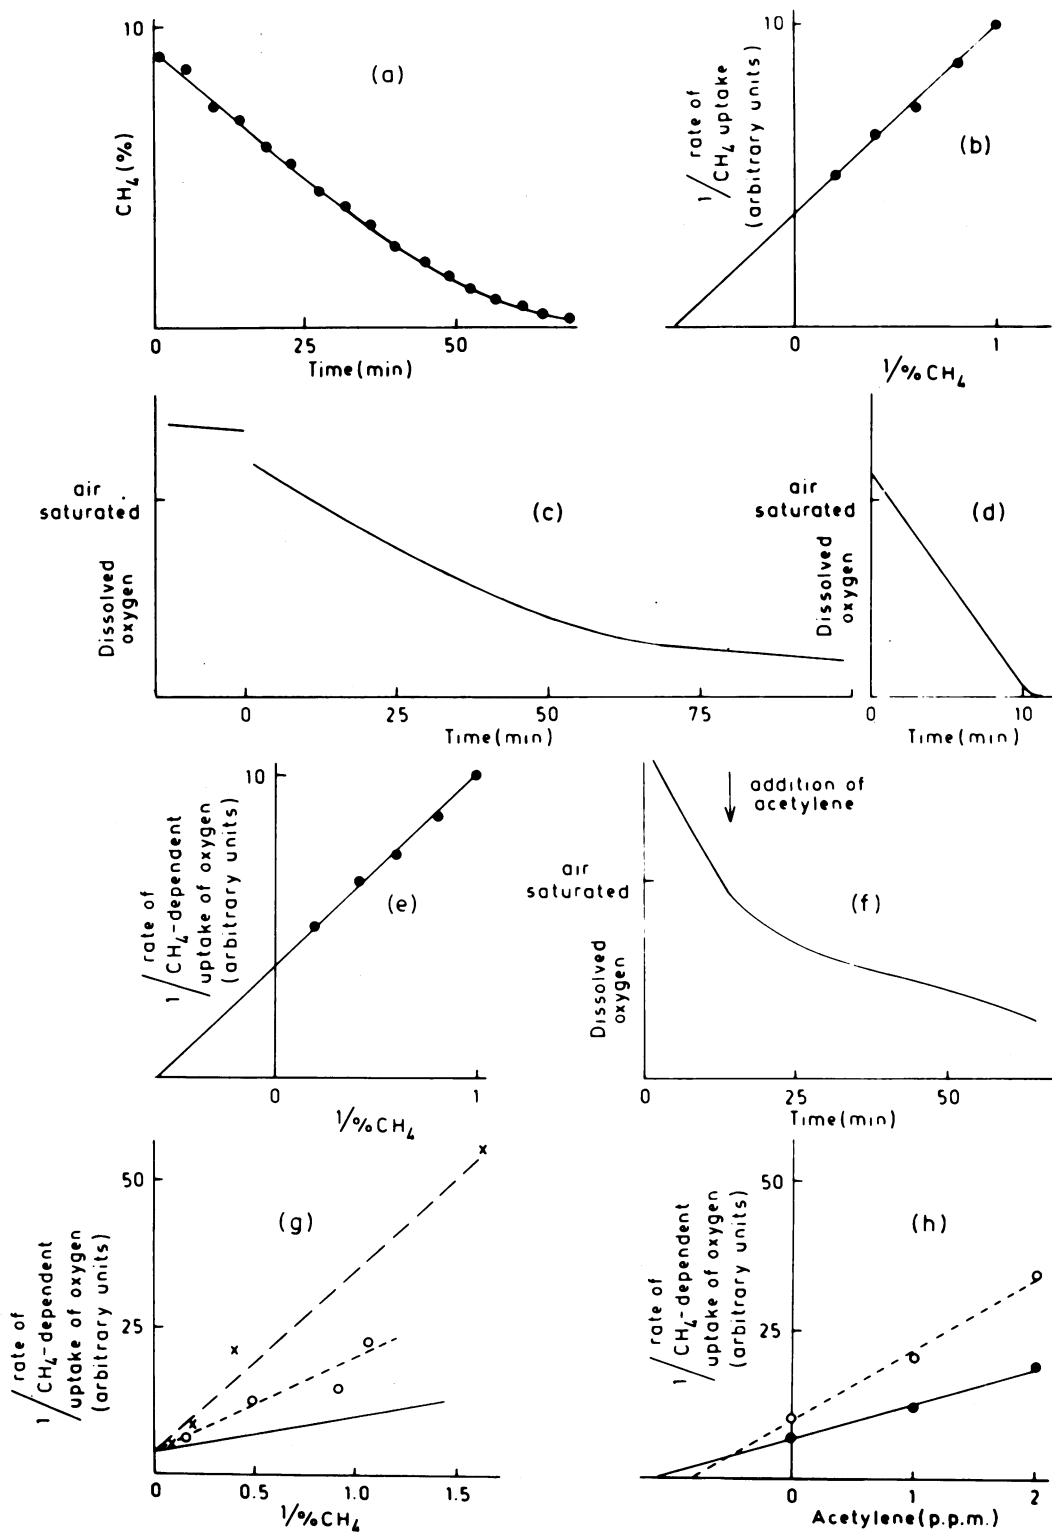 10
CH₄(%)
(a)
0
25
50
Time(min)
10
1/ rate of
CH₄ uptake
(arbitrary units)
(b)
0
1
1/%CH₄
air
saturated
Dissolved
oxygen
(c)
0
25
50
75
Time(min)
air
saturated
Dissolved
oxygen
(d)
0
10
Time(min)
10
1/ rate of
CH₄-dependent
uptake of oxygen
(arbitrary units)
(e)
0
1
1/%CH₄
addition of
acetylene
air
saturated
Dissolved
oxygen
(f)
0
25
50
Time(min)
50
25
1/ rate of
CH₄-dependent
uptake of oxygen
(arbitrary units)
(g)
0
0.5
1.0
1.5
1/%CH₄
50
25
1/ rate of
CH₄-dependent
uptake of oxygen
(arbitrary units)
(h)
0
1
2
Acetylene(p.p.m.)